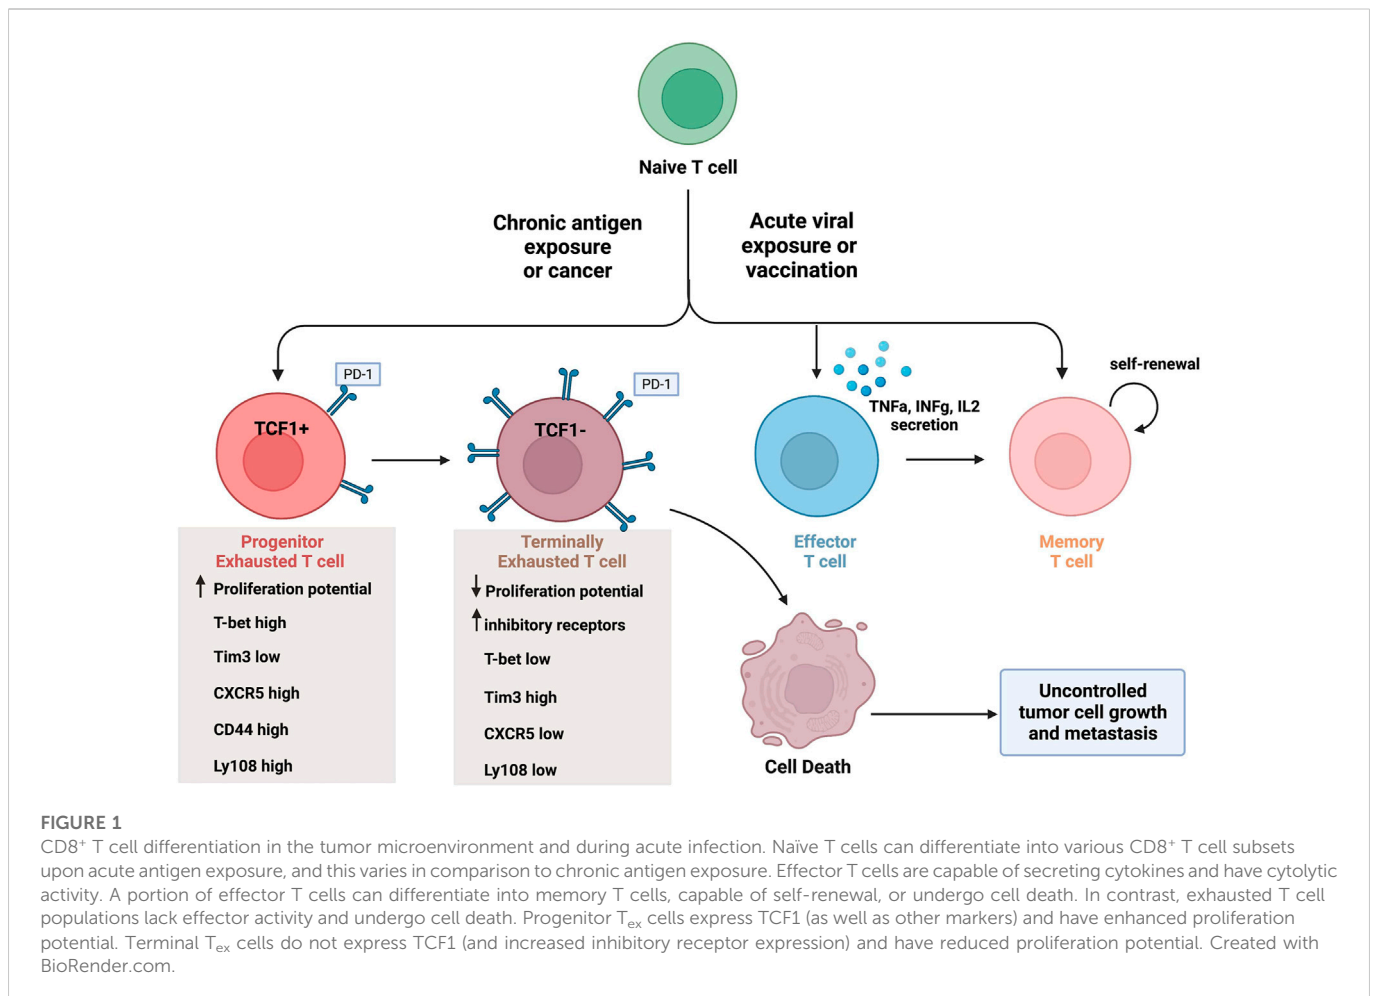 Naive T cell
Chronic antigen
exposure
or cancer
Acute viral
exposure or
vaccination
PD-1
TCF1+
PD-1
TCF1-
TNFa, INFg, IL2
secretion
self-renewal
Progenitor
Exhausted T cell
↑ Proliferation potential
T-bet high
Tim3 low
CXCR5 high
CD44 high
Ly108 high
Terminally
Exhausted T cell
↓ Proliferation potential
↑ inhibitory receptors
T-bet low
Tim3 high
CXCR5 low
Ly108 low
Effector
T cell
Memory
T cell
Cell Death
Uncontrolled
tumor cell growth
and metastasis
FIGURE 1
CD8⁺ T cell differentiation in the tumor microenvironment and during acute infection. Naïve T cells can differentiate into various CD8⁺ T cell subsets
upon acute antigen exposure, and this varies in comparison to chronic antigen exposure. Effector T cells are capable of secreting cytokines and have cytolytic
activity. A portion of effector T cells can differentiate into memory T cells, capable of self-renewal, or undergo cell death. In contrast, exhausted T cell
populations lack effector activity and undergo cell death. Progenitor Tₑₓ cells express TCF1 (as well as other markers) and have enhanced proliferation
potential. Terminal Tₑₓ cells do not express TCF1 (and increased inhibitory receptor expression) and have reduced proliferation potential. Created with
BioRender.com.